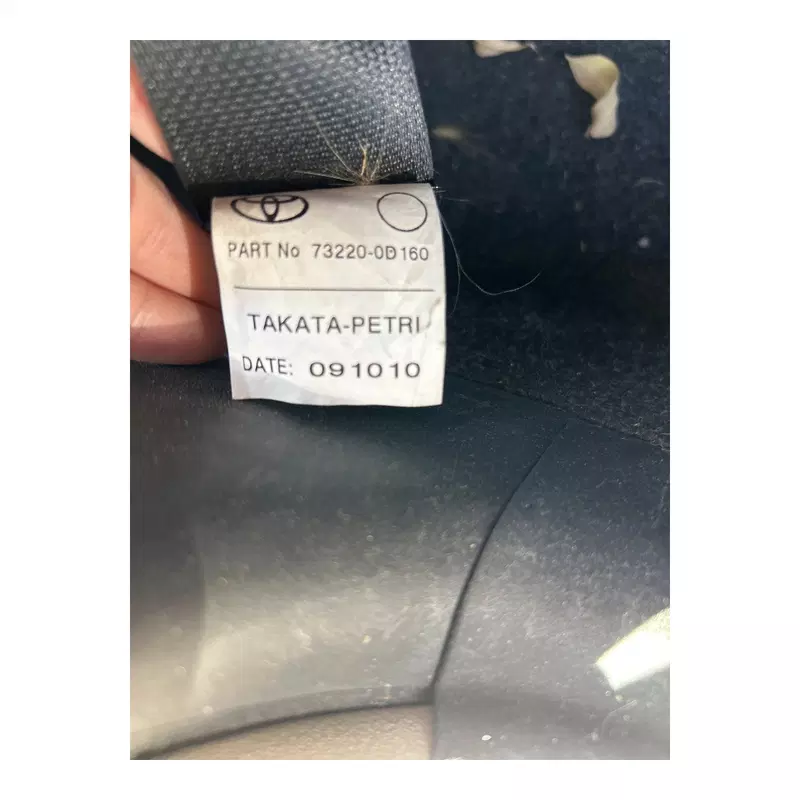 PART No 73220-0D160
TAKATA-PETRI
DATE: 091010